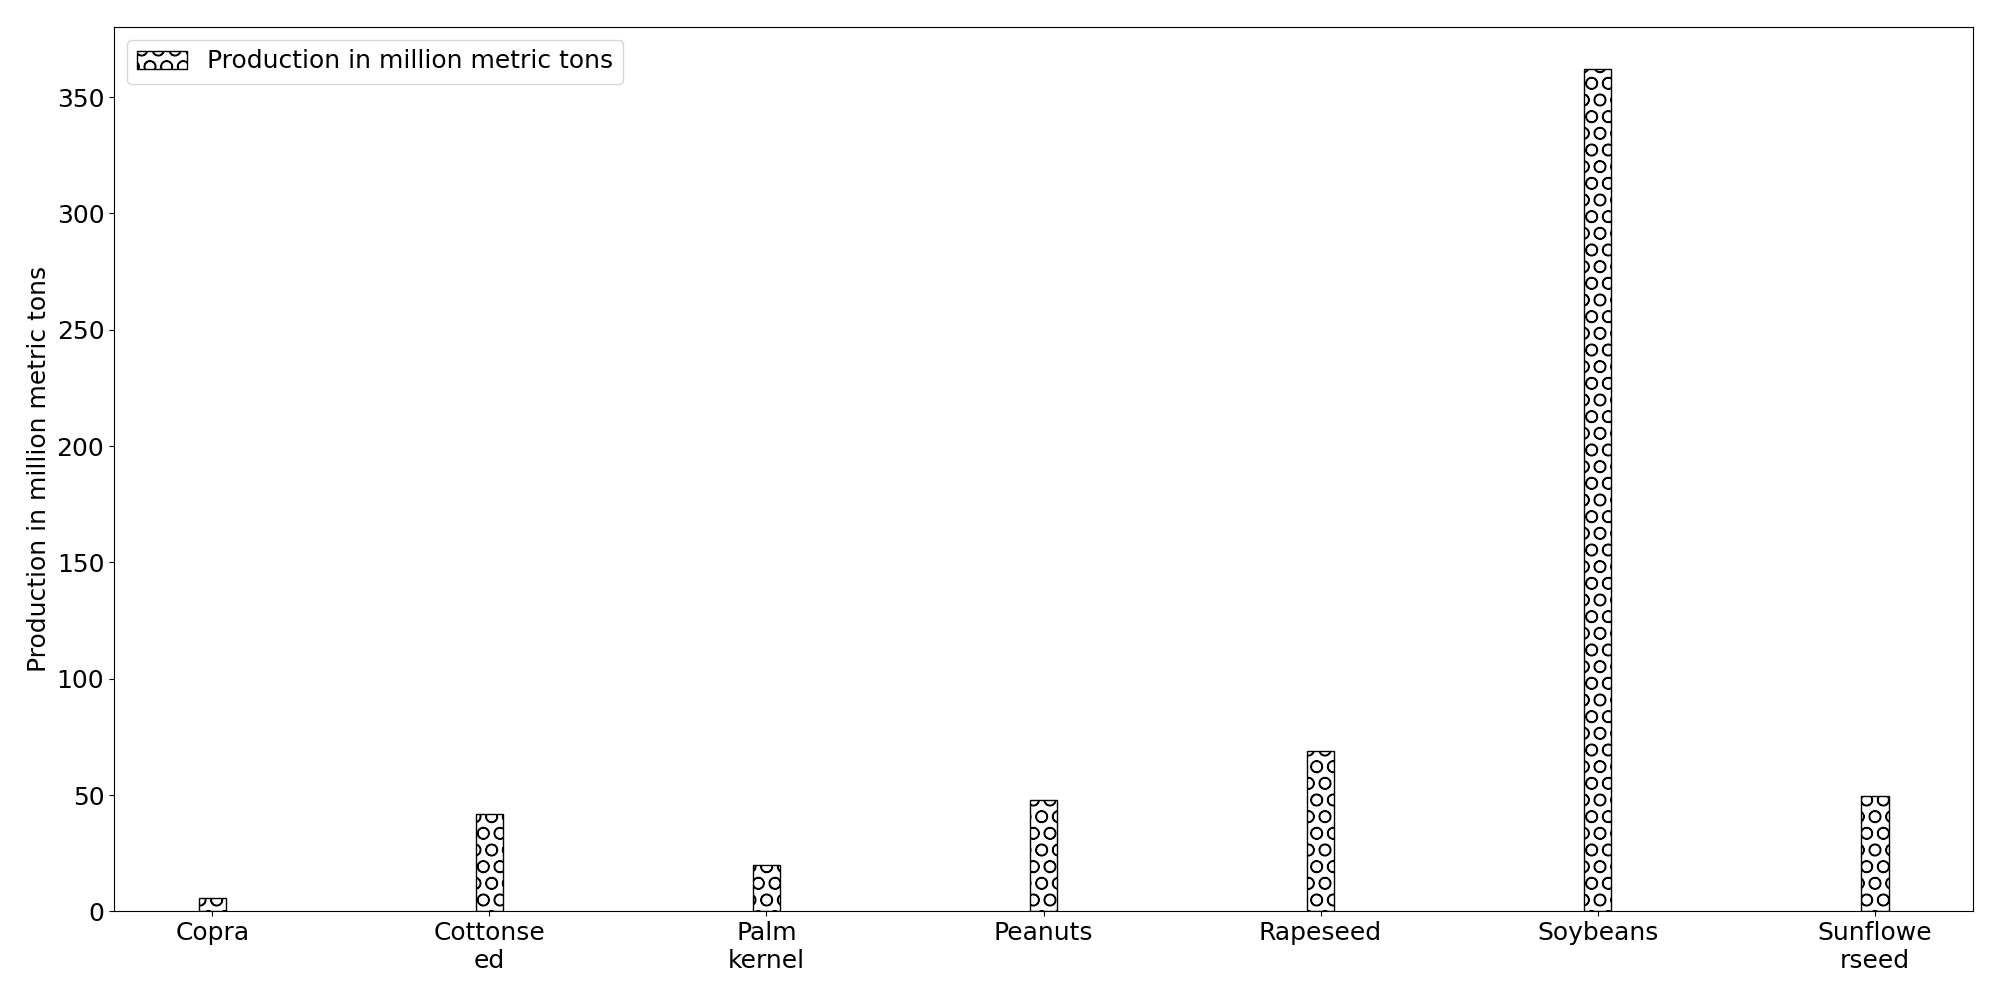 Production in million metric tons
Production in million metric tons
350
300
250
200
150
100
50
0
Copra
Cottonse
ed
Palm
kernel
Peanuts
Rapeseed
Soybeans
Sunflowe
rseed